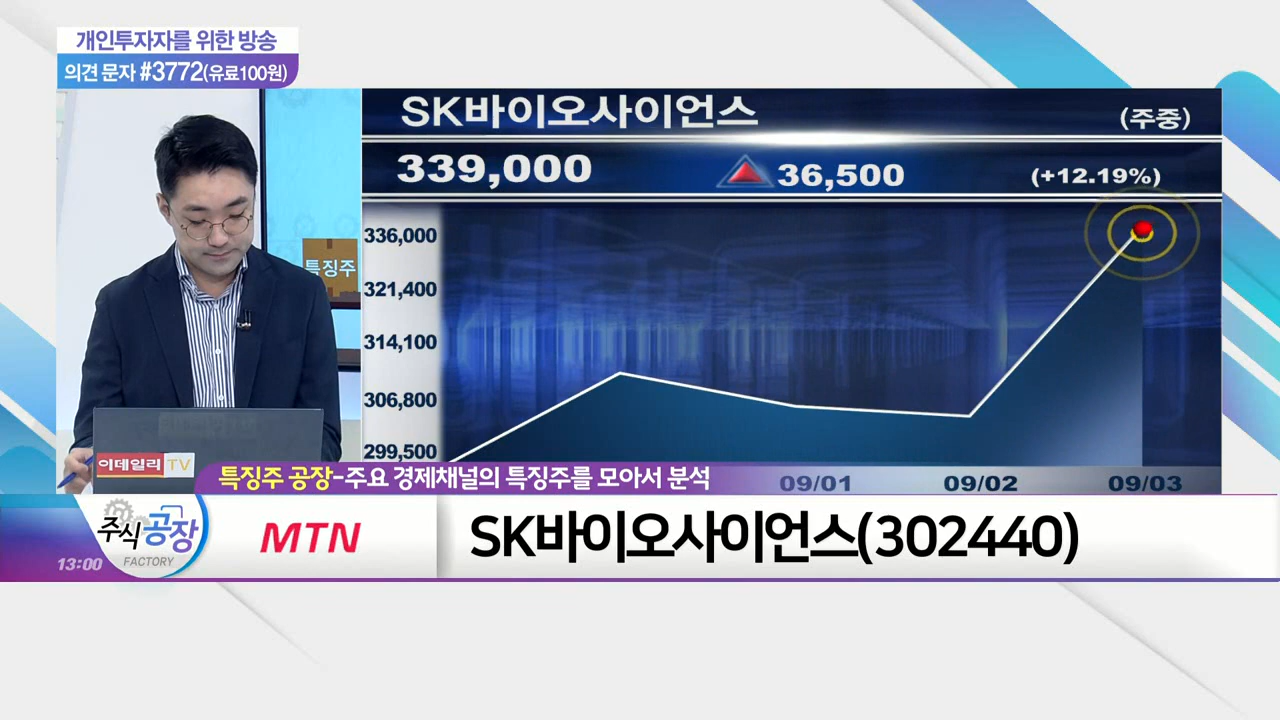 개인투자자를 위한 방송
의견 문자 #3772(유료100원)
SK바이오사이언스
(주중)
339,000 36,500 (+12.19%)
특징주
336,000
321,400
314,100
306,800
299,500
09/01 09/02 09/03
이데일리 TV
특징주 공장-주요 경제채널의 특징주를 모아서 분석
주식공장
FACTORY
13:00
MTN
SK바이오사이언스(302440)